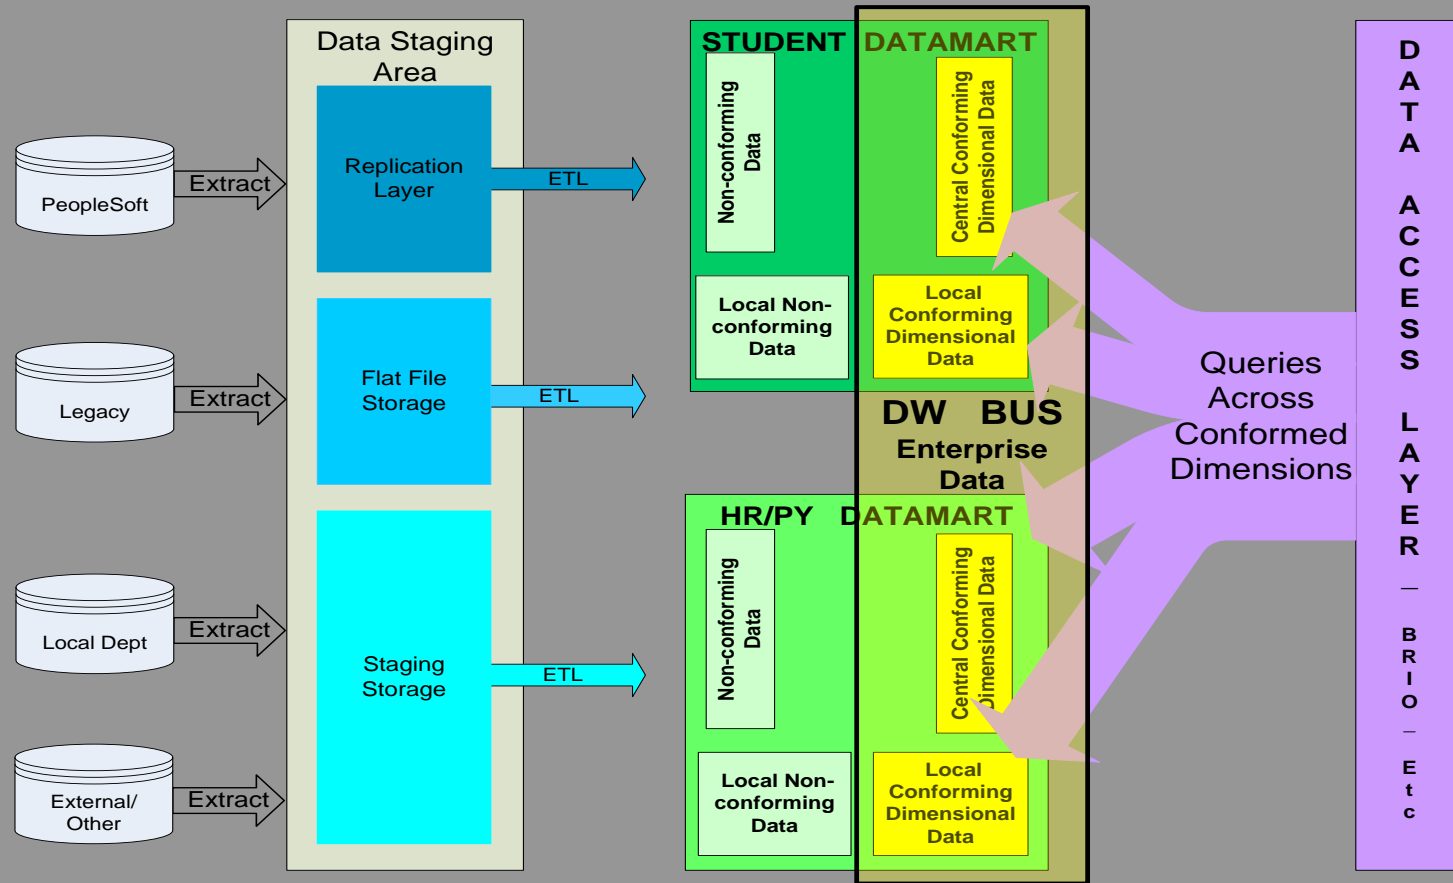 Data Staging
Area
PeopleSoft
Extract
Replication
Layer
ETL
Legacy
Extract
Flat File
Storage
ETL
Local Dept
Extract
Staging
Storage
ETL
External/
Other
Extract
STUDENT DATAMART
Non-conforming
Data
Central Conforming
Dimensional Data
Local Non-
conforming
Data
Local
Conforming
Dimensional
Data
DW BUS
Enterprise
Data
HR/PY DATAMART
Non-conforming
Data
Central Conforming
Dimensional Data
Local Non-
conforming
Data
Local
Conforming
Dimensional
Data
Queries
Across
Conformed
Dimensions
DATA ACCESS LAYER – BRIO – Etc